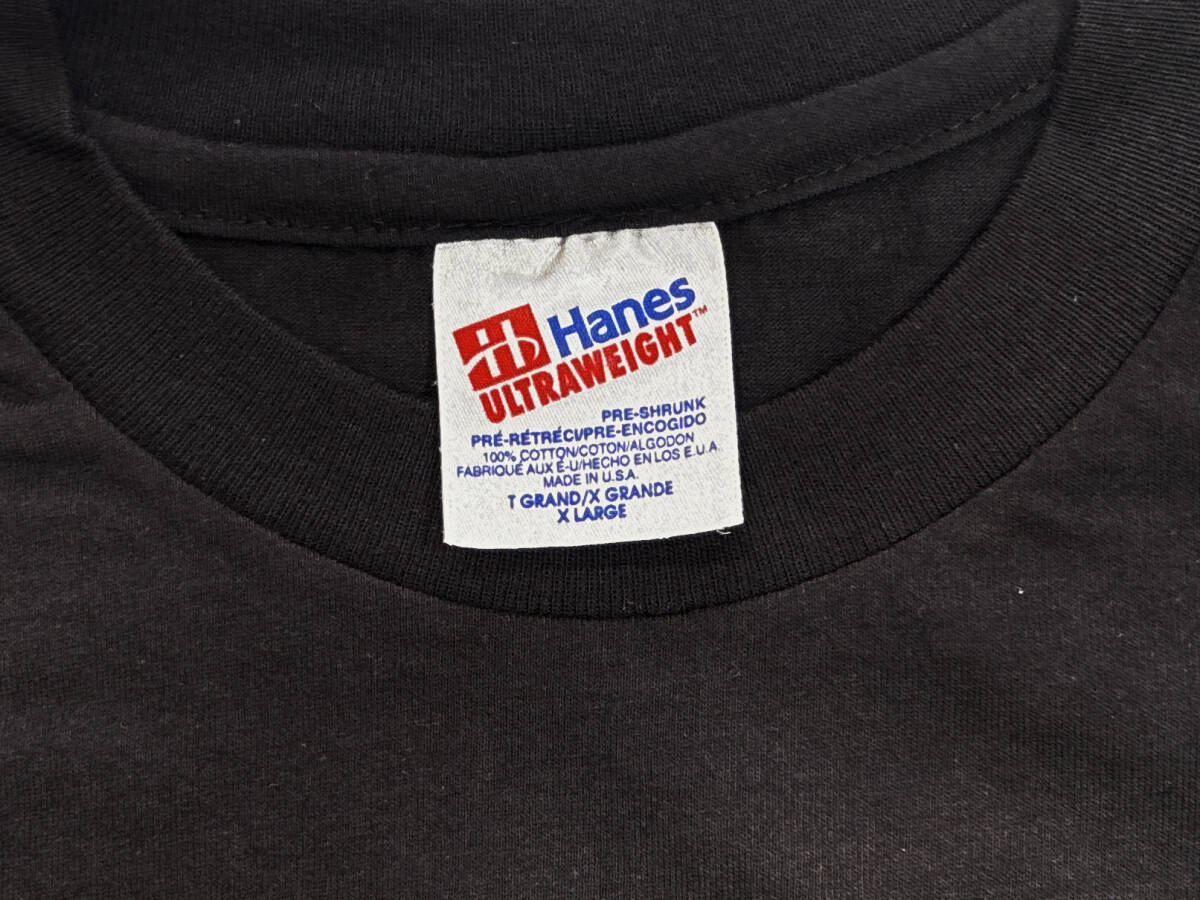 Hanes
ULTRAWEIGHT™
PRE-SHRUNK
PRÉ-RÉTRÉCI/PRE-ENCOGIDO
100% COTTON/COTON/ALGODON
FABRIQUÉ AUX É-U/HECHO EN LOS E.U.A.
MADE IN U.S.A.
T GRAND/X GRANDE
X LARGE